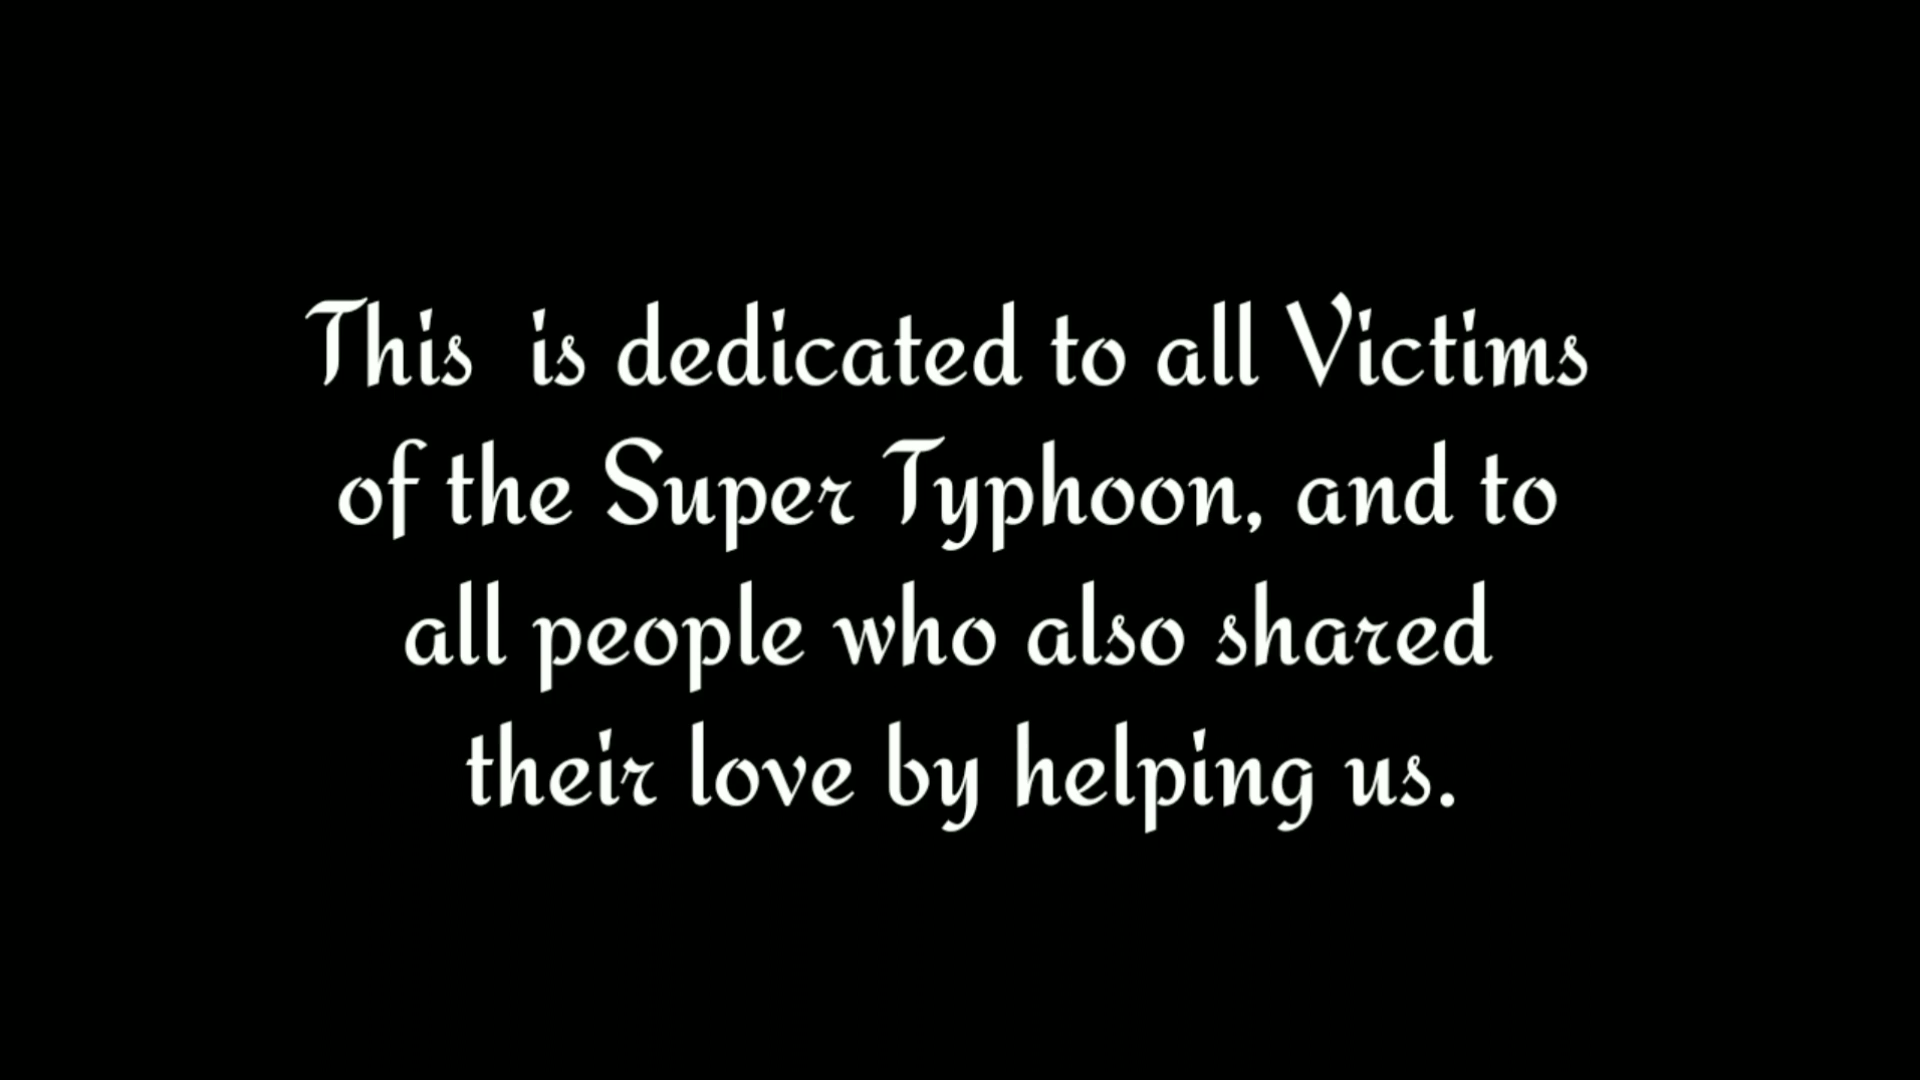 This  is dedicated to all Victims
of the Super Typhoon, and to
all people who also shared
their love by helping us.